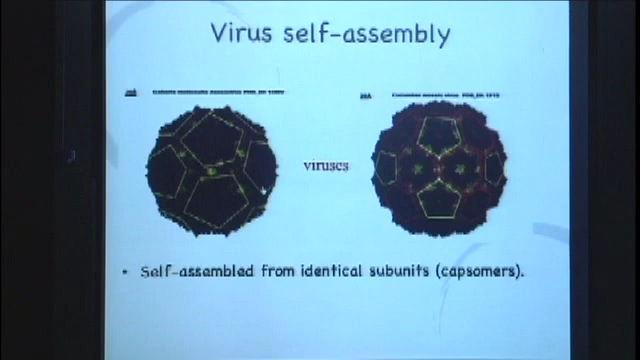 Virus self-assembly
viruses
• Self-assembled from identical subunits (capsomers).